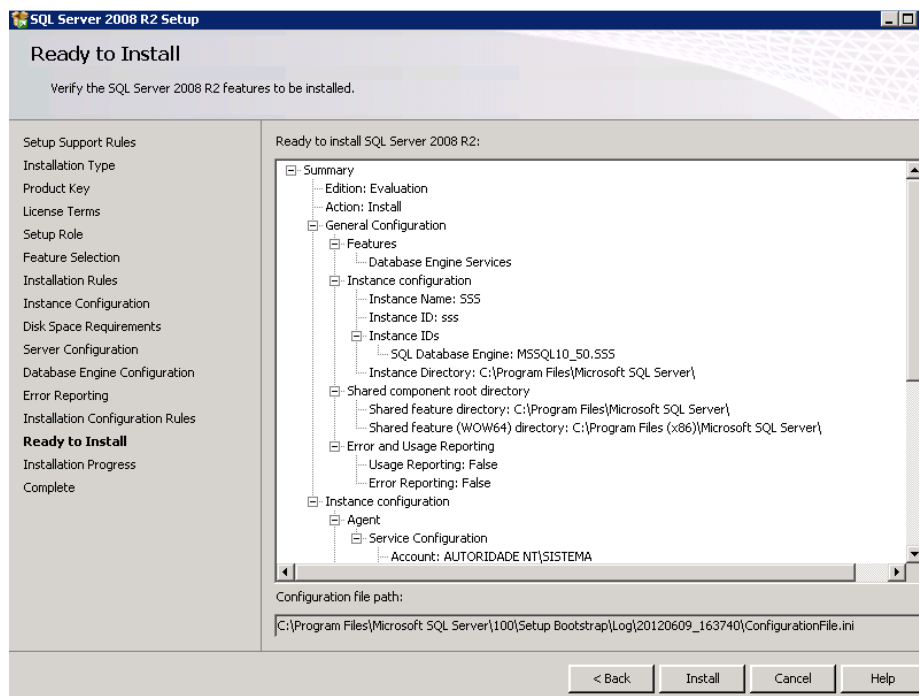 SQL Server 2008 R2 Setup
Ready to Install
Verify the SQL Server 2008 R2 features to be installed.
Setup Support Rules
Installation Type
Product Key
License Terms
Setup Role
Feature Selection
Installation Rules
Instance Configuration
Disk Space Requirements
Server Configuration
Database Engine Configuration
Error Reporting
Installation Configuration Rules
Ready to Install
Installation Progress
Complete
Ready to install SQL Server 2008 R2:
Summary
Edition: Evaluation
Action: Install
General Configuration
Features
Database Engine Services
Instance configuration
Instance Name: SSS
Instance ID: sss
Instance IDs
SQL Database Engine: MSSQL10_50.SSS
Instance Directory: C:\Program Files\Microsoft SQL Server\
Shared component root directory
Shared feature directory: C:\Program Files\Microsoft SQL Server\
Shared feature (WOW64) directory: C:\Program Files (x86)\Microsoft SQL Server\
Error and Usage Reporting
Usage Reporting: False
Error Reporting: False
Instance configuration
Agent
Service Configuration
Account: AUTORIDADE NT\SISTEMA
Configuration file path:
C:\Program Files\Microsoft SQL Server\100\Setup Bootstrap\Log\20120609_163740\ConfigurationFile.ini
< Back
Install
Cancel
Help